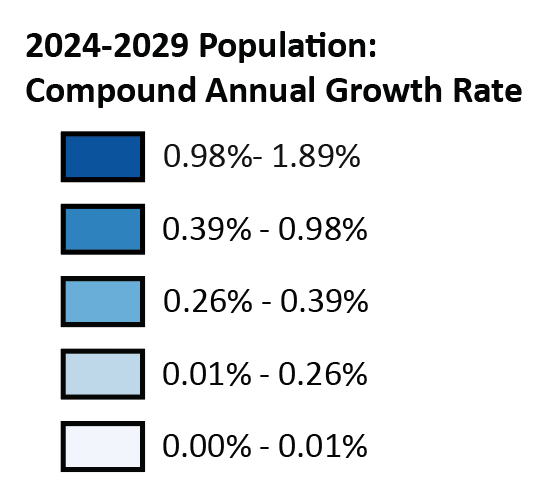 2024-2029 Population:
Compound Annual Growth Rate
0.98%- 1.89%
0.39% - 0.98%
0.26% - 0.39%
0.01% - 0.26%
0.00% - 0.01%